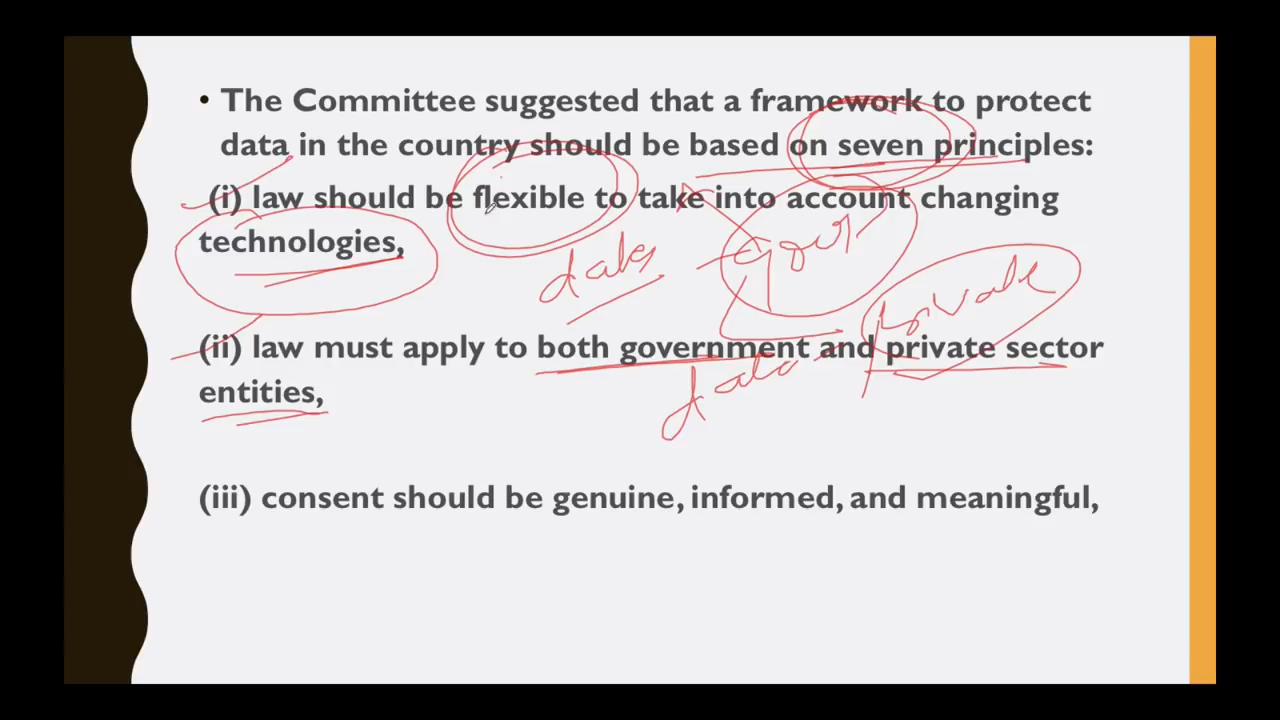 • The Committee suggested that a framework to protect
data in the country should be based on seven principles:
(i) law should be flexible to take into account changing
technologies,
data
govt
private
(ii) law must apply to both government and private sector
entities,
data
(iii) consent should be genuine, informed, and meaningful,